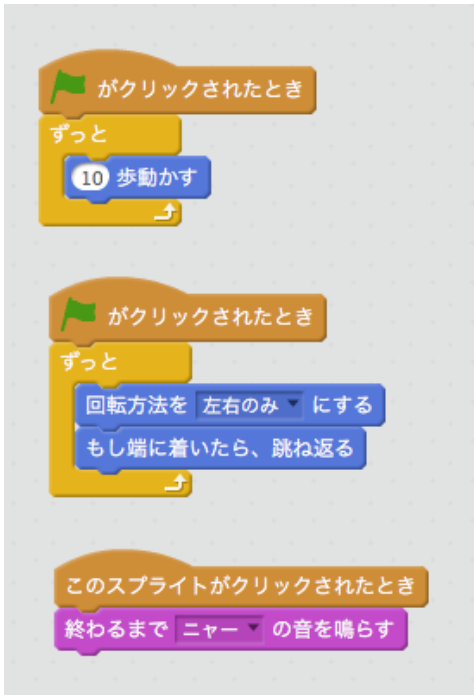 がクリックされたとき
ずっと
10 歩動かす
がクリックされたとき
ずっと
回転方法を 左右のみ にする
もし端に着いたら、跳ね返る
このスプライトがクリックされたとき
終わるまで ニャー の音を鳴らす